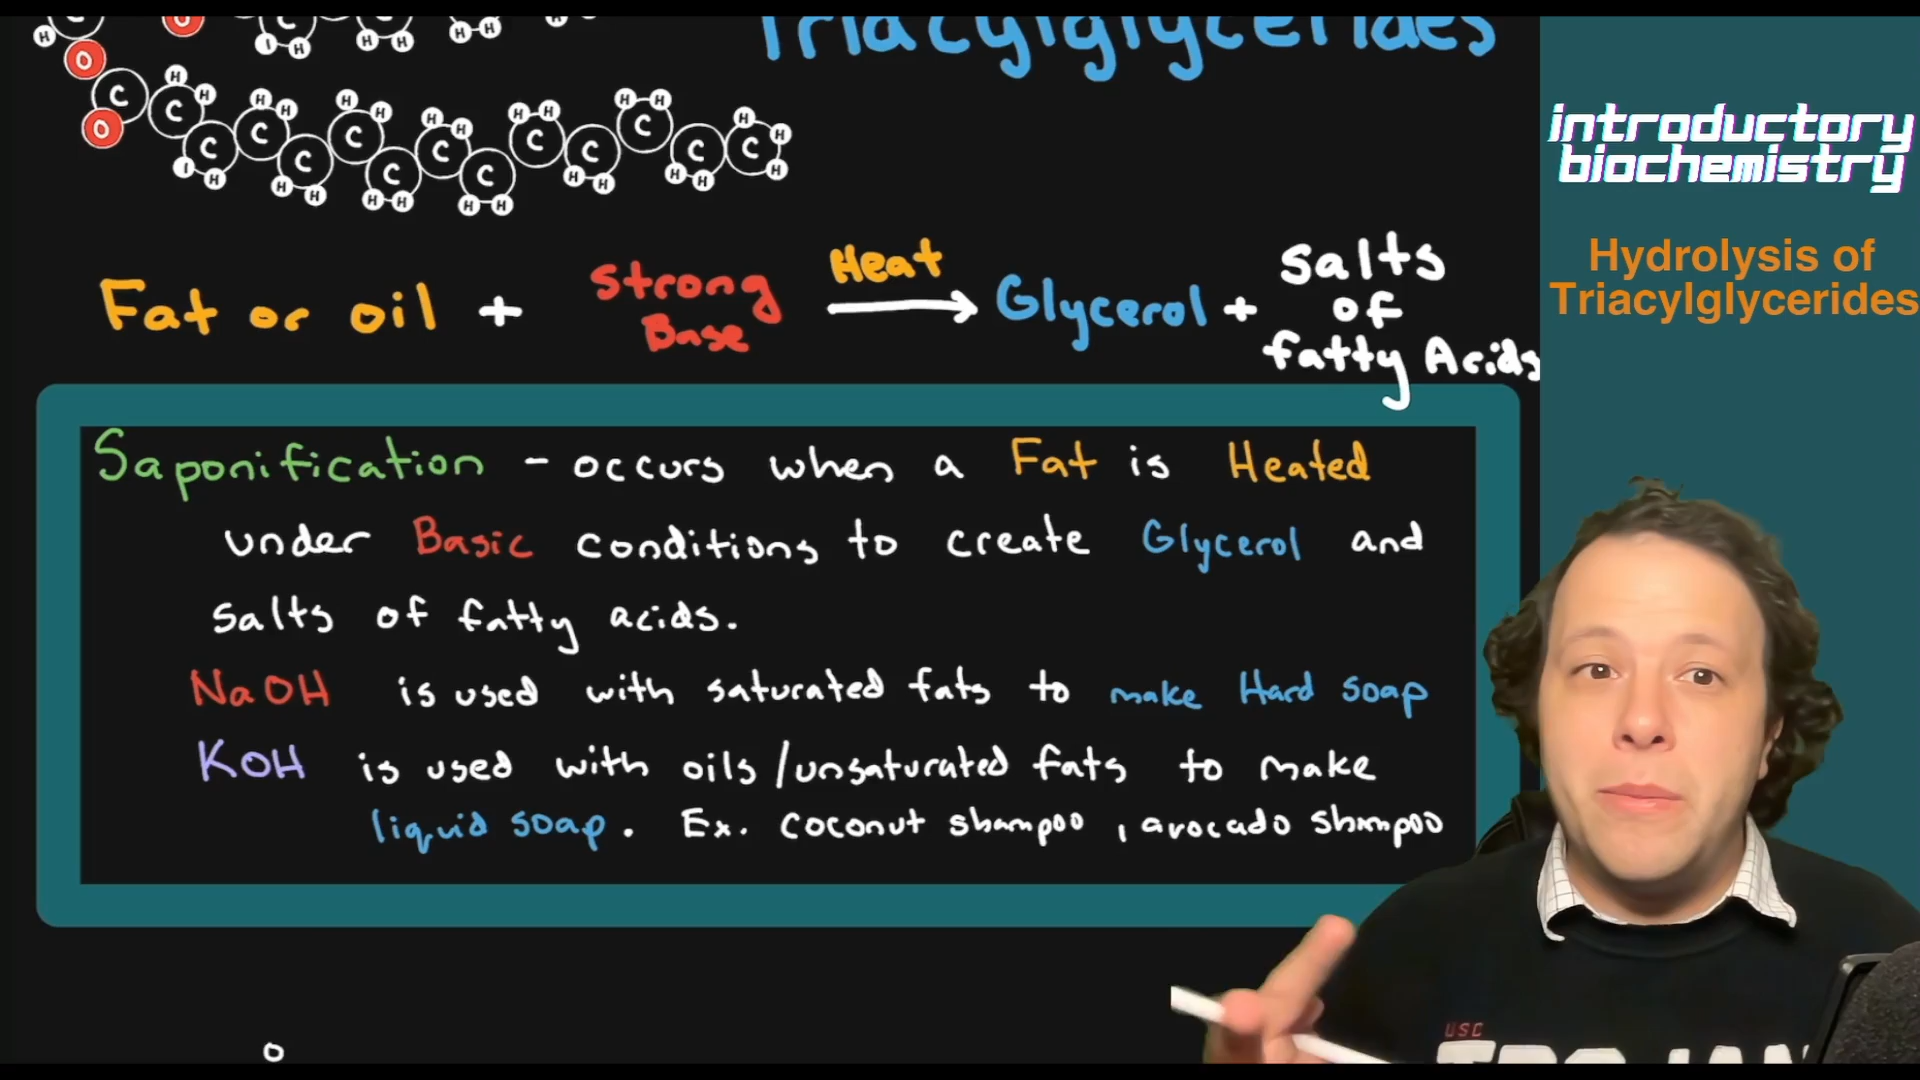 Triacylglycerides
introductory
biochemistry
Hydrolysis of
Triacylglycerides
H C O O C
H H H H
I H H H H H H
C C C C C C C C C C C C C
Fat or oil + Strong Base Heat Glycerol + Salts of fatty Acids
Saponification - occurs when a Fat is Heated
under Basic conditions to create Glycerol and
salts of fatty acids.
NaOH is used with saturated fats to make Hard soap
KOH is used with oils/unsaturated fats to make
liquid soap. Ex. coconut shampoo, avocado shmpoo
USC
TROJAN